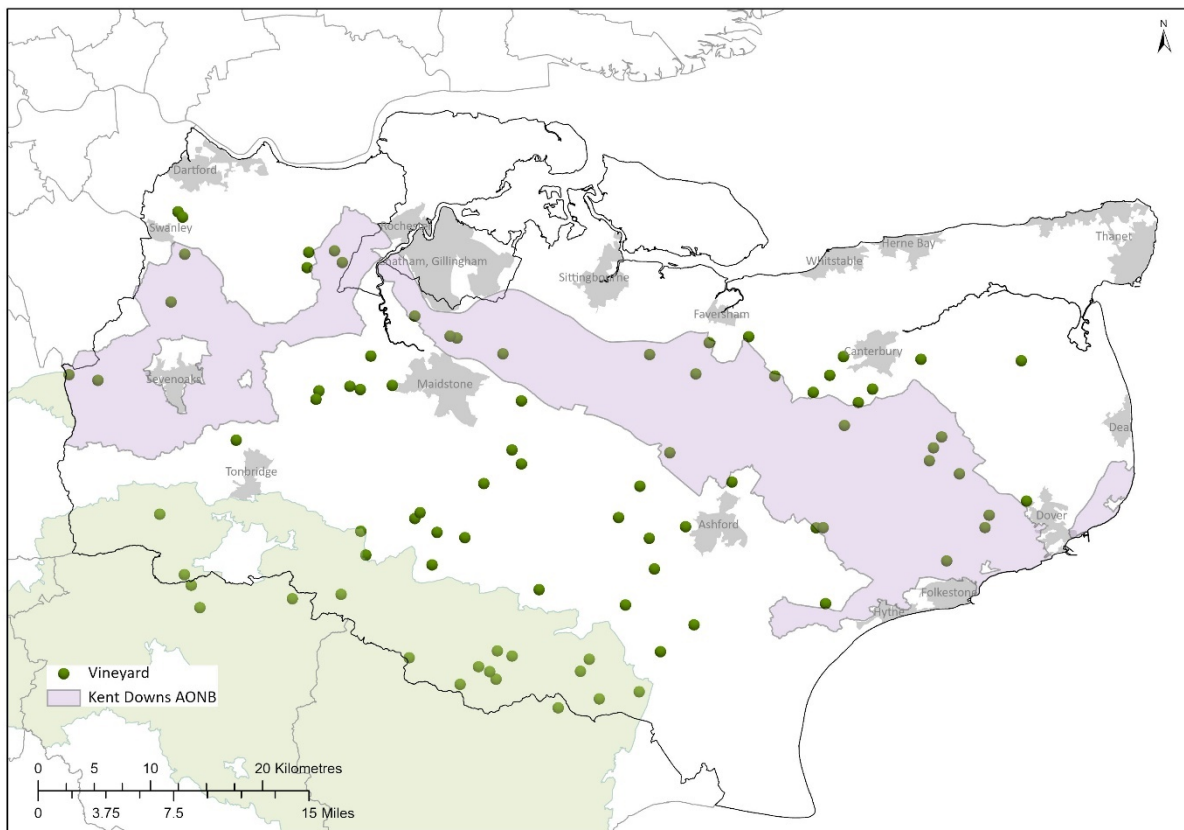 N
Dartford
Swanley
Rochester
Chatham, Gillingham
Sittingbourne
Herne Bay
Whitstable
Thanet
Faversham
Canterbury
Sevenoaks
Maidstone
Deal
Tonbridge
Ashford
Dover
Folkestone
Hythe
Vineyard
Kent Downs AONB
0 5 10 20 Kilometres
0 3.75 7.5 15 Miles